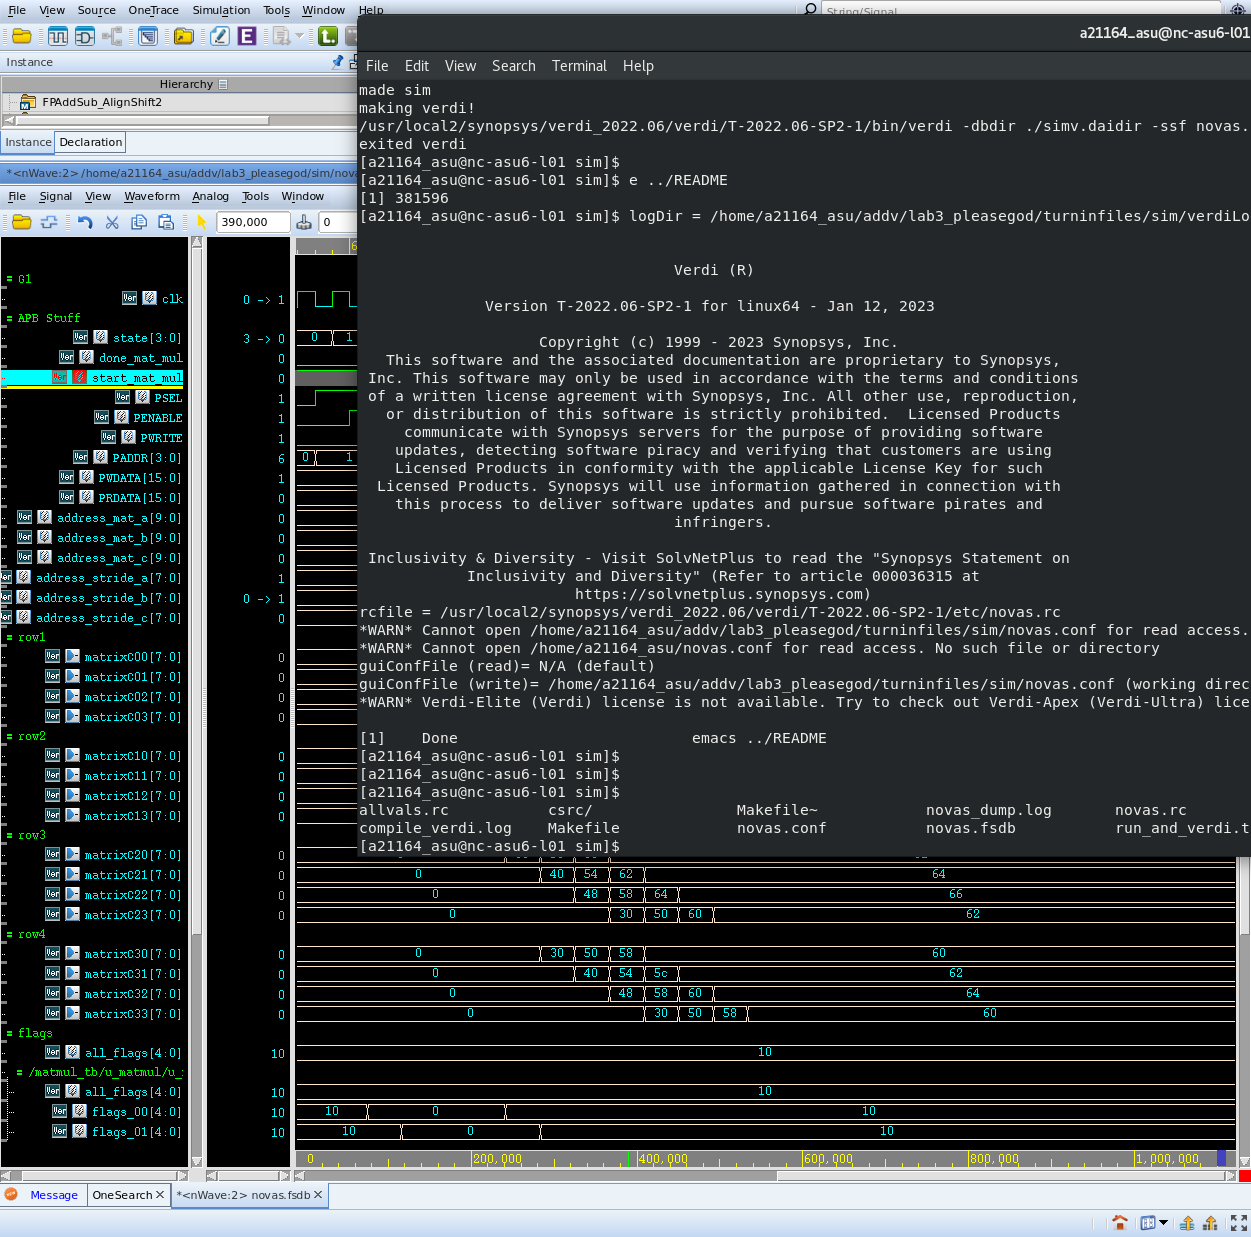 File View Source OneTrace Simulation Tools Window Help
String/Signal
Instance
Hierarchy
FPAddSub_AlignShift2
Instance Declaration
*<nWave:2> /home/a21164_asu/addv/lab3_pleasegod/sim/nova
File Signal View Waveform Analog Tools Window
390,000 0
G1
clk 0 -> 1
APB Stuff
state[3:0] 3 -> 0 0 1
done_mat_mul 0
start_mat_mul 0
PSEL 1
PENABLE 1
PWRITE 1
PADDR[3:0] 6 0 1
PWDATA[15:0] 1
PRDATA[15:0] 0
address_mat_a[9:0] 0
address_mat_b[9:0] 0
address_mat_c[9:0] 0
address_stride_a[7:0] 1
address_stride_b[7:0] 0 -> 1
address_stride_c[7:0] 0
row1
matrixC00[7:0] 0
matrixC01[7:0] 0
matrixC02[7:0] 0
matrixC03[7:0] 0
row2
matrixC10[7:0] 0
matrixC11[7:0] 0
matrixC12[7:0] 0
matrixC13[7:0] 0
row3
matrixC20[7:0] 0
matrixC21[7:0] 0 0 40 54 62 64
matrixC22[7:0] 0 0 48 58 64 66
matrixC23[7:0] 0 0 30 50 60 62
row4
matrixC30[7:0] 0 0 30 50 58 60
matrixC31[7:0] 0 0 40 54 5c 62
matrixC32[7:0] 0 0 48 58 60 64
matrixC33[7:0] 0 0 30 50 58 60
flags
all_flags[4:0] 10 10
/matmul_tb/u_matmul/u_
all_flags[4:0] 10 10
flags_00[4:0] 10 10 0 10
flags_01[4:0] 10 10 0 10
0 200,000 400,000 600,000 800,000 1,000,000
Message OneSearch *<nWave:2> novas.fsdb
a21164_asu@nc-asu6-l01
File Edit View Search Terminal Help
made sim
making verdi!
/usr/local2/synopsys/verdi_2022.06/verdi/T-2022.06-SP2-1/bin/verdi -dbdir ./simv.daidir -ssf novas.
exited verdi
[a21164_asu@nc-asu6-l01 sim]$
[a21164_asu@nc-asu6-l01 sim]$ e ../README
[1] 381596
[a21164_asu@nc-asu6-l01 sim]$ logDir = /home/a21164_asu/addv/lab3_pleasegod/turninfiles/sim/verdiLo
Verdi (R)
Version T-2022.06-SP2-1 for linux64 - Jan 12, 2023
Copyright (c) 1999 - 2023 Synopsys, Inc.
This software and the associated documentation are proprietary to Synopsys,
Inc. This software may only be used in accordance with the terms and conditions
of a written license agreement with Synopsys, Inc. All other use, reproduction,
or distribution of this software is strictly prohibited.  Licensed Products
communicate with Synopsys servers for the purpose of providing software
updates, detecting software piracy and verifying that customers are using
Licensed Products in conformity with the applicable License Key for such
Licensed Products. Synopsys will use information gathered in connection with
this process to deliver software updates and pursue software pirates and
infringers.
Inclusivity & Diversity - Visit SolvNetPlus to read the "Synopsys Statement on
Inclusivity and Diversity" (Refer to article 000036315 at
https://solvnetplus.synopsys.com)
rcfile = /usr/local2/synopsys/verdi_2022.06/verdi/T-2022.06-SP2-1/etc/novas.rc
*WARN* Cannot open /home/a21164_asu/addv/lab3_pleasegod/turninfiles/sim/novas.conf for read access.
*WARN* Cannot open /home/a21164_asu/novas.conf for read access. No such file or directory
guiConfFile (read)= N/A (default)
guiConfFile (write)= /home/a21164_asu/addv/lab3_pleasegod/turninfiles/sim/novas.conf (working direc
*WARN* Verdi-Elite (Verdi) license is not available. Try to check out Verdi-Apex (Verdi-Ultra) lice
[1]    Done                          emacs ../README
[a21164_asu@nc-asu6-l01 sim]$
[a21164_asu@nc-asu6-l01 sim]$
[a21164_asu@nc-asu6-l01 sim]$
allvals.rc csrc/ Makefile~ novas_dump.log novas.rc
compile_verdi.log Makefile novas.conf novas.fsdb run_and_verdi.t
[a21164_asu@nc-asu6-l01 sim]$